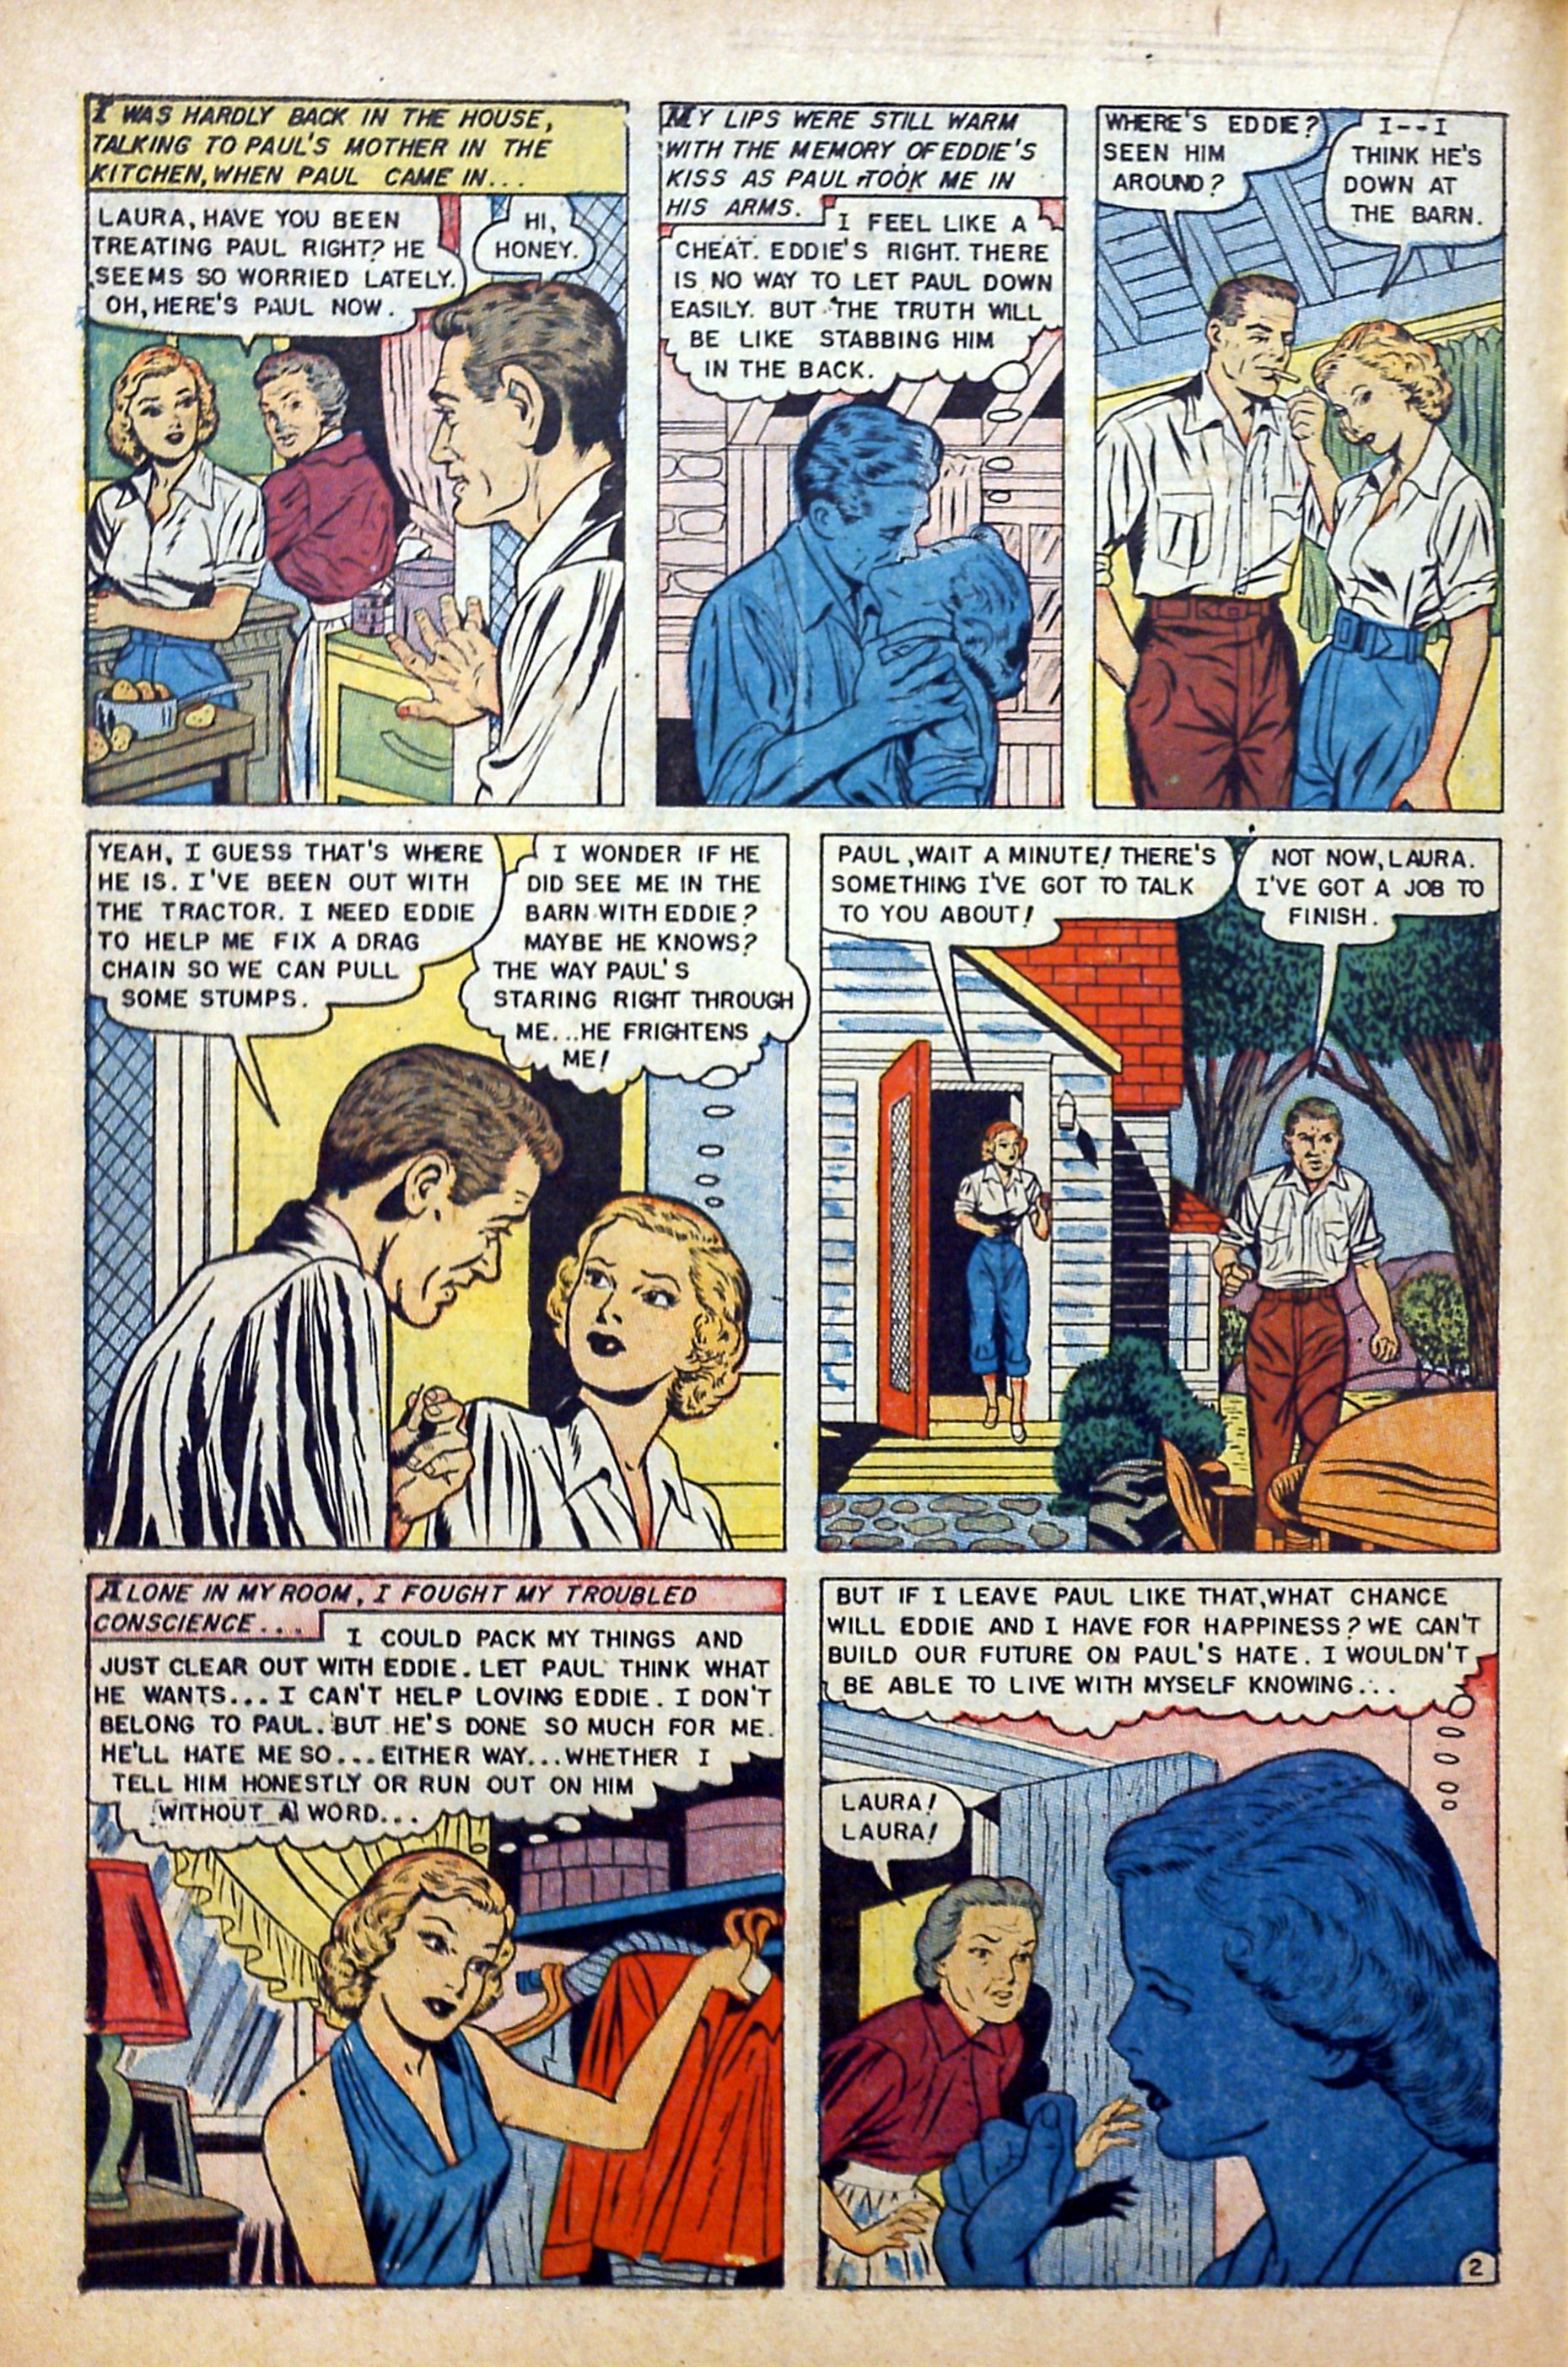 I WAS HARDLY BACK IN THE HOUSE,
TALKING TO PAUL'S MOTHER IN THE
KITCHEN, WHEN PAUL CAME IN...
LAURA, HAVE YOU BEEN
TREATING PAUL RIGHT? HE
SEEMS SO WORRIED LATELY.
OH, HERE'S PAUL NOW.
HI,
HONEY.
MY LIPS WERE STILL WARM
WITH THE MEMORY OF EDDIE'S
KISS AS PAUL TOOK ME IN
HIS ARMS.
I FEEL LIKE A
CHEAT. EDDIE'S RIGHT. THERE
IS NO WAY TO LET PAUL DOWN
EASILY. BUT THE TRUTH WILL
BE LIKE STABBING HIM
IN THE BACK.
WHERE'S EDDIE?
SEEN HIM
AROUND?
I--I
THINK HE'S
DOWN AT
THE BARN.
YEAH, I GUESS THAT'S WHERE
HE IS. I'VE BEEN OUT WITH
THE TRACTOR. I NEED EDDIE
TO HELP ME FIX A DRAG
CHAIN SO WE CAN PULL
SOME STUMPS.
I WONDER IF HE
DID SEE ME IN THE
BARN WITH EDDIE?
MAYBE HE KNOWS?
THE WAY PAUL'S
STARING RIGHT THROUGH
ME...HE FRIGHTENS
ME!
PAUL, WAIT A MINUTE! THERE'S
SOMETHING I'VE GOT TO TALK
TO YOU ABOUT!
NOT NOW, LAURA.
I'VE GOT A JOB TO
FINISH.
ALONE IN MY ROOM, I FOUGHT MY TROUBLED
CONSCIENCE...
I COULD PACK MY THINGS AND
JUST CLEAR OUT WITH EDDIE. LET PAUL THINK WHAT
HE WANTS... I CAN'T HELP LOVING EDDIE. I DON'T
BELONG TO PAUL. BUT HE'S DONE SO MUCH FOR ME.
HE'LL HATE ME SO...EITHER WAY...WHETHER I
TELL HIM HONESTLY OR RUN OUT ON HIM
WITHOUT A WORD...
BUT IF I LEAVE PAUL LIKE THAT, WHAT CHANCE
WILL EDDIE AND I HAVE FOR HAPPINESS? WE CAN'T
BUILD OUR FUTURE ON PAUL'S HATE. I WOULDN'T
BE ABLE TO LIVE WITH MYSELF KNOWING...
LAURA!
LAURA!
2